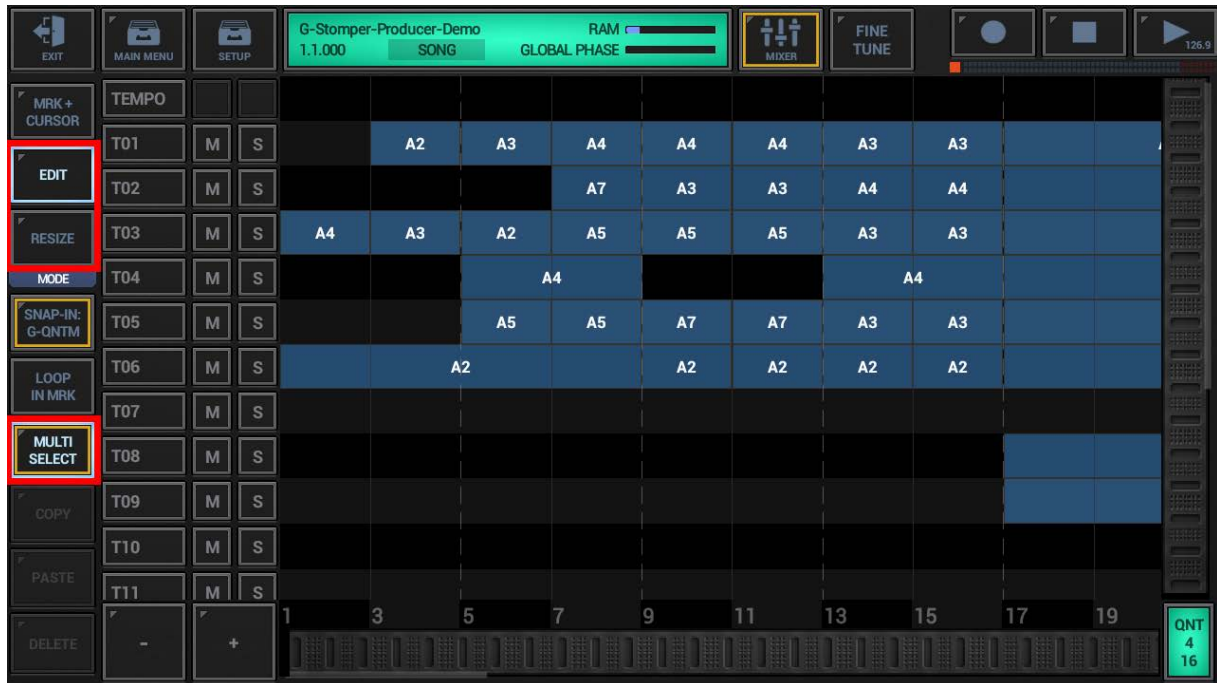 EXIT
MAIN MENU
SETUP
G-Stomper-Producer-Demo RAM
1.1.000 SONG GLOBAL PHASE
MIXER
FINE
TUNE
126.9
MRK +
CURSOR
EDIT
RESIZE
MODE
SNAP-IN:
G-QNTM
LOOP
IN MRK
MULTI
SELECT
COPY
PASTE
DELETE
TEMPO
T01 M S A2 A3 A4 A4 A4 A3 A3
T02 M S A7 A3 A3 A4 A4
T03 M S A4 A3 A2 A5 A5 A5 A3 A3
T04 M S A4 A4
T05 M S A5 A5 A7 A7 A3 A3
T06 M S A2 A2 A2 A2 A2
T07 M S
T08 M S
T09 M S
T10 M S
T11 M S
- +
1 3 5 7 9 11 13 15 17 19
QNT
4
16